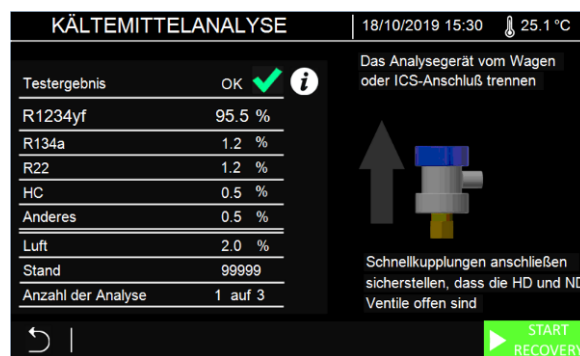 KÄLTEMITTELANALYSE
18/10/2019 15:30 25.1 °C
Testergebnis OK
R1234yf 95.5 %
R134a 1.2 %
R22 1.2 %
HC 0.5 %
Anderes 0.5 %
Luft 2.0 %
Stand 99999
Anzahl der Analyse 1 auf 3
Das Analysegerät vom Wagen
oder ICS-Anschluß trennen
Schnellkupplungen anschließen
sicherstellen, dass die HD und ND
Ventile offen sind
START
RECOVERY